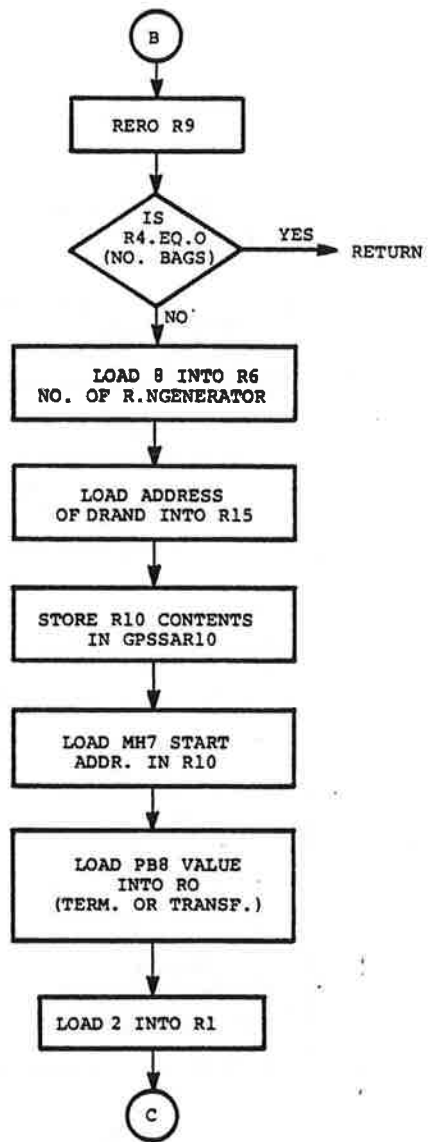 B
RERO R9
IS
R4.EQ.O
(NO. BAGS)
YES
RETURN
NO
LOAD 8 INTO R6
NO. OF R.NGENERATOR
LOAD ADDRESS
OF DRAND INTO R15
STORE R10 CONTENTS
IN GPSSAR10
LOAD MH7 START
ADDR. IN R10
LOAD PB8 VALUE
INTO RO
(TERM. OR TRANSF.)
LOAD 2 INTO R1
C